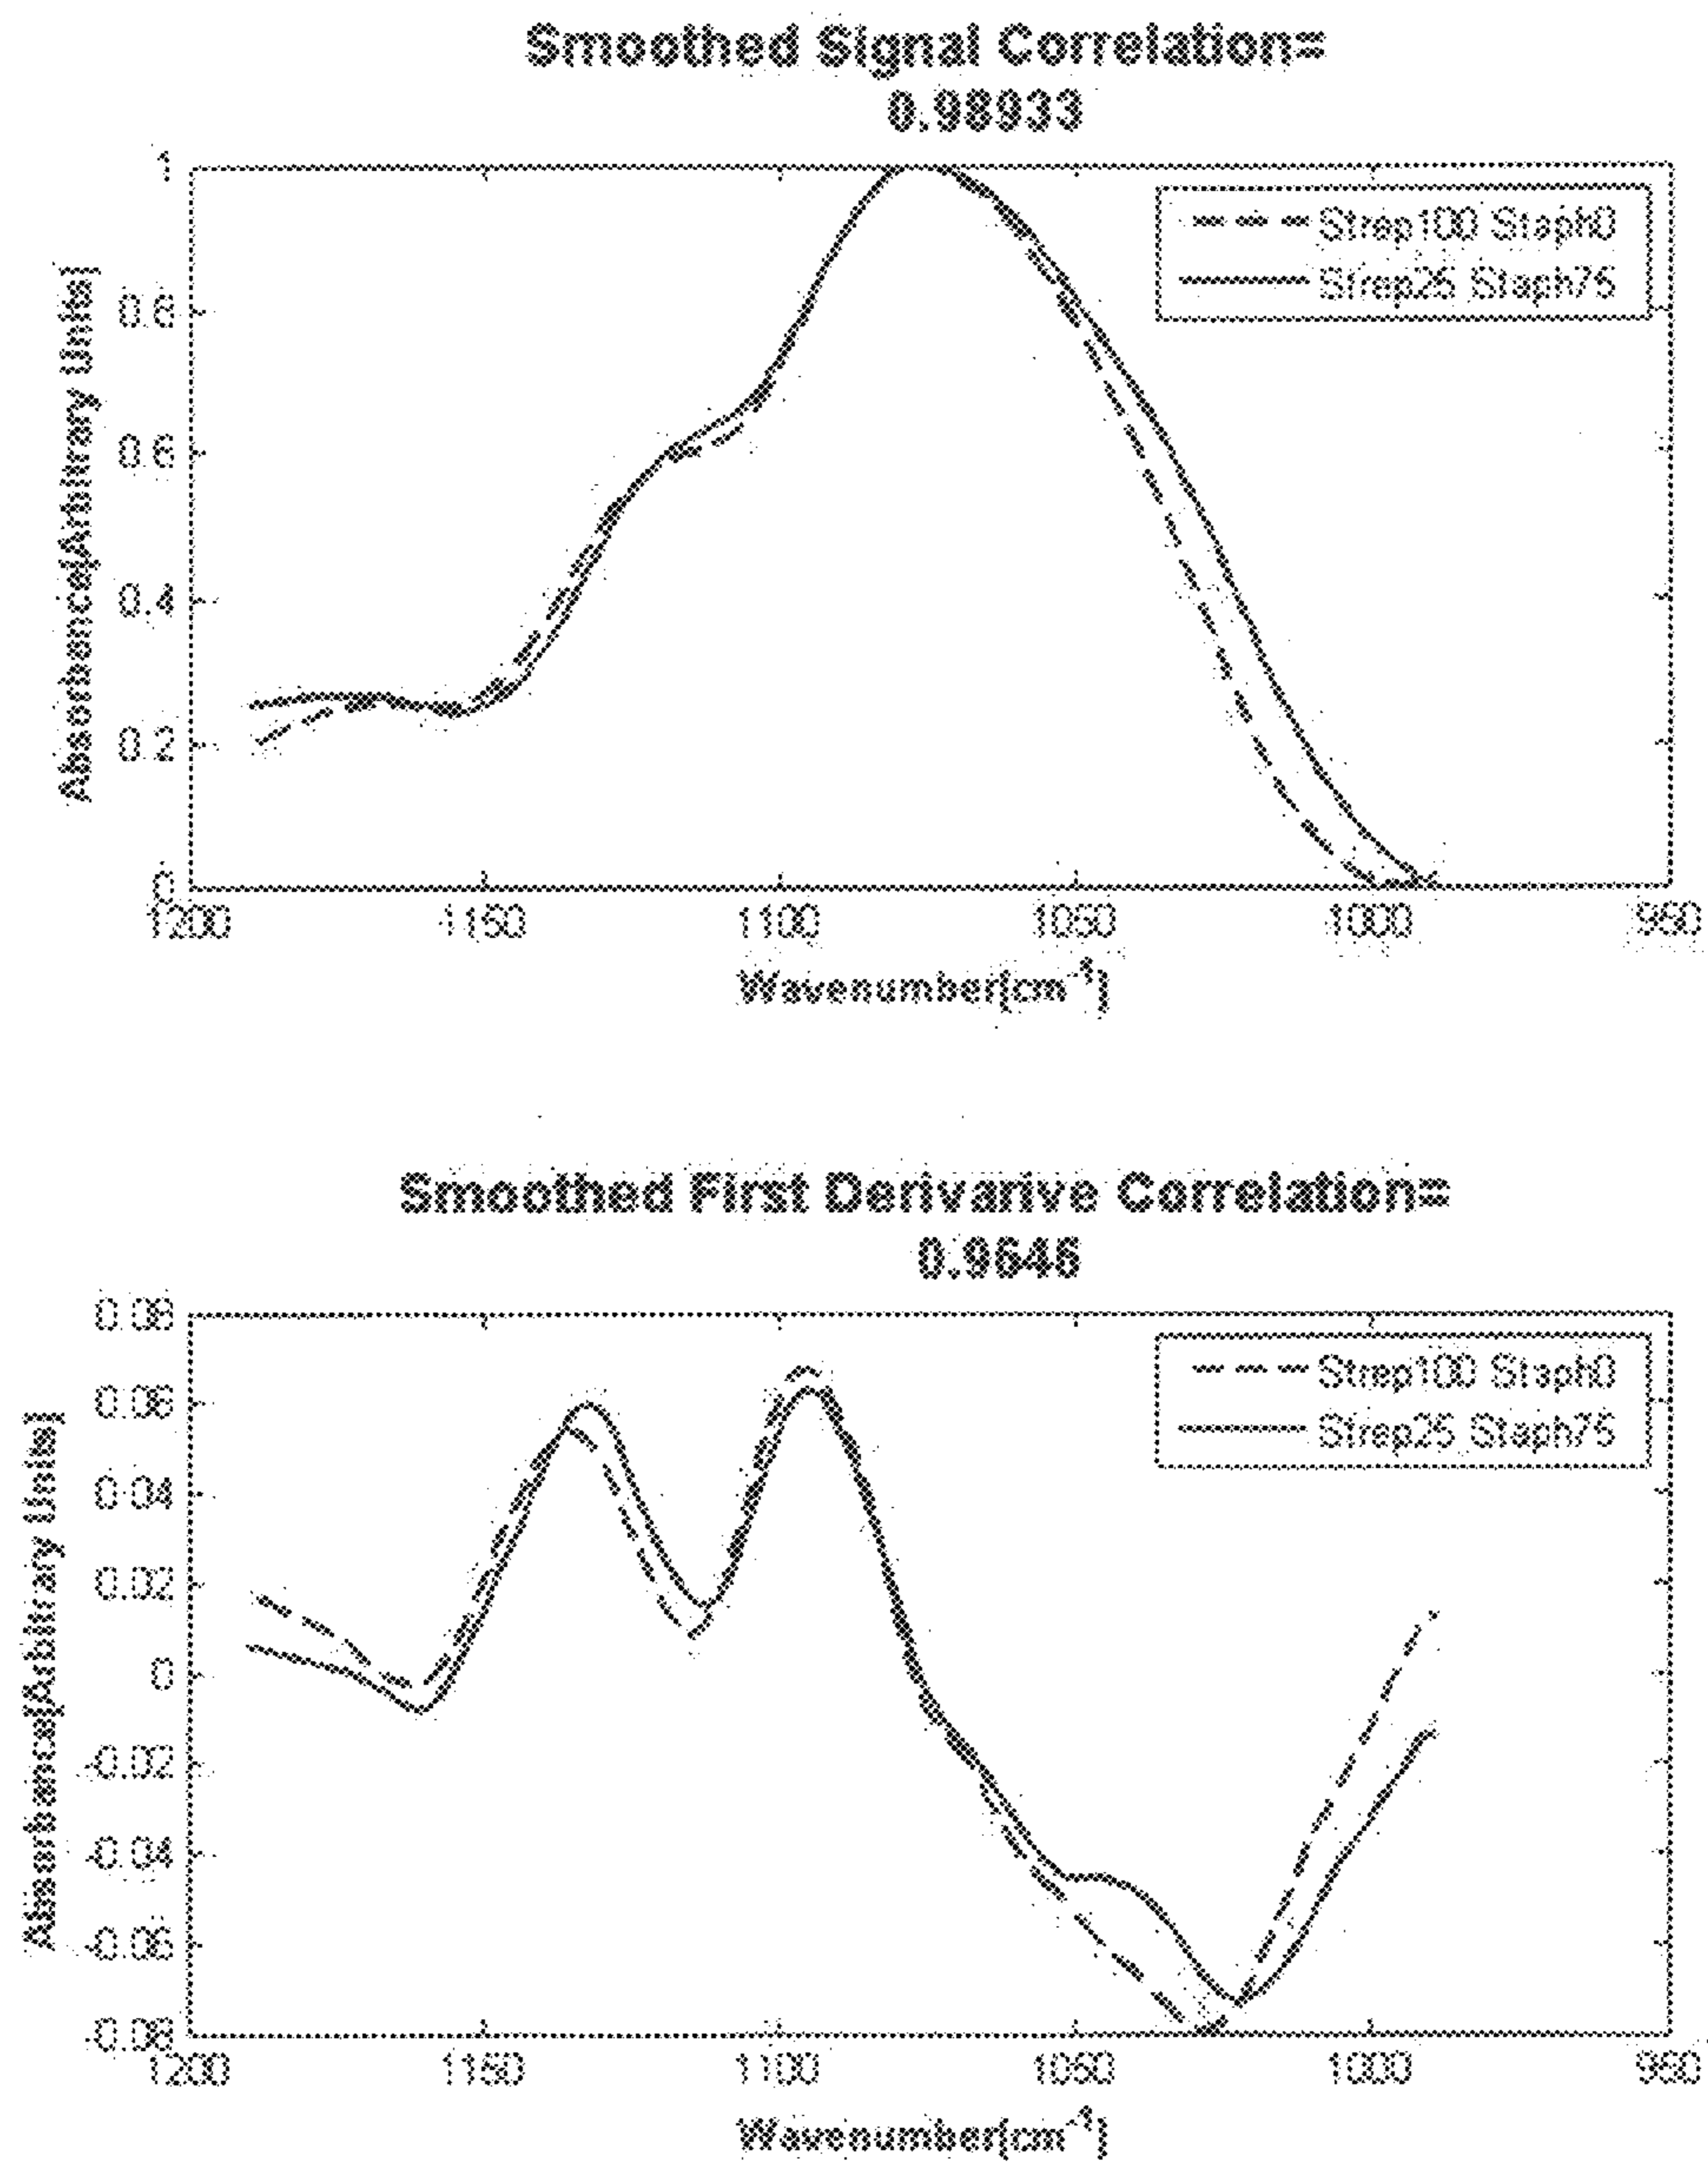 Smoothed Signal Correlation=
0.98933
Absorbance[Arbitrary Units]
1
0.8
0.6
0.4
0.2
0
Strep100 Staph0
Strep25 Staph75
1200 1150 1100 1050 1000 950
Wavenumber[cm⁻¹]
Smoothed First Derivarive Correlation=
0.9646
Absorbance[Arbitrary Units]
0.08
0.06
0.04
0.02
0
-0.02
-0.04
-0.06
-0.08
Strep100 Staph0
Strep25 Staph75
1200 1150 1100 1050 1000 950
Wavenumber[cm⁻¹]